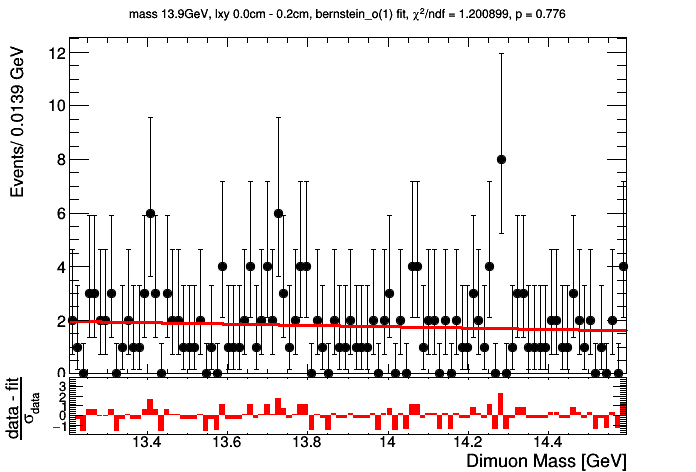 mass 13.9GeV, lxy 0.0cm - 0.2cm, bernstein_o(1) fit, χ²/ndf = 1.200899, p = 0.776
Events/ 0.0139 GeV
12
10
8
6
4
2
0
data - fit
σdata
3
2
1
0
−1
13.4 13.6 13.8 14 14.2 14.4
Dimuon Mass [GeV]